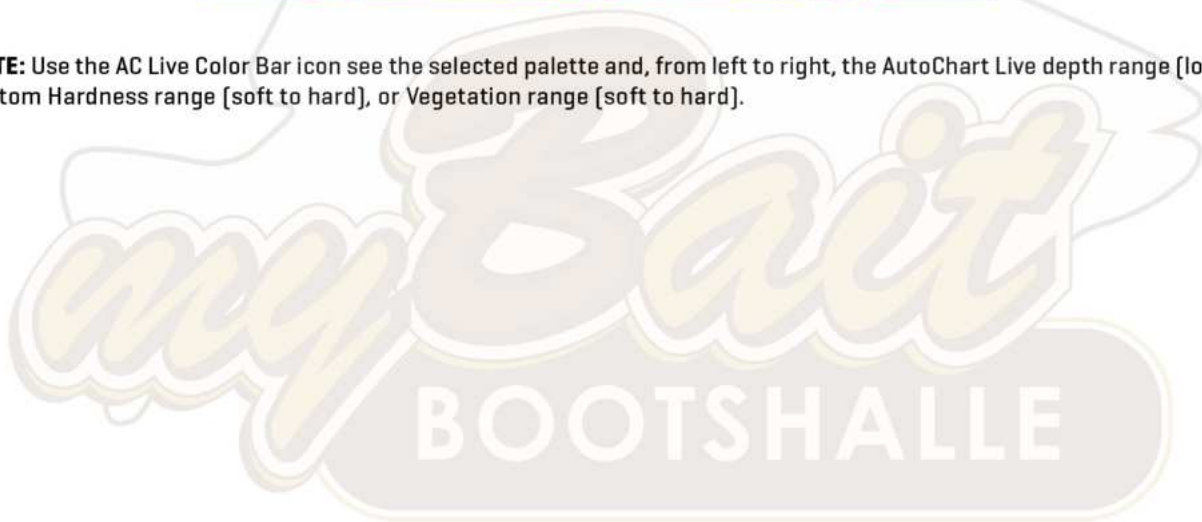 TE: Use the AC Live Color Bar icon see the selected palette and, from left to right, the AutoChart Live depth range (lo
tom Hardness range (soft to hard), or Vegetation range (soft to hard).
myBait
BOOTSHALLE